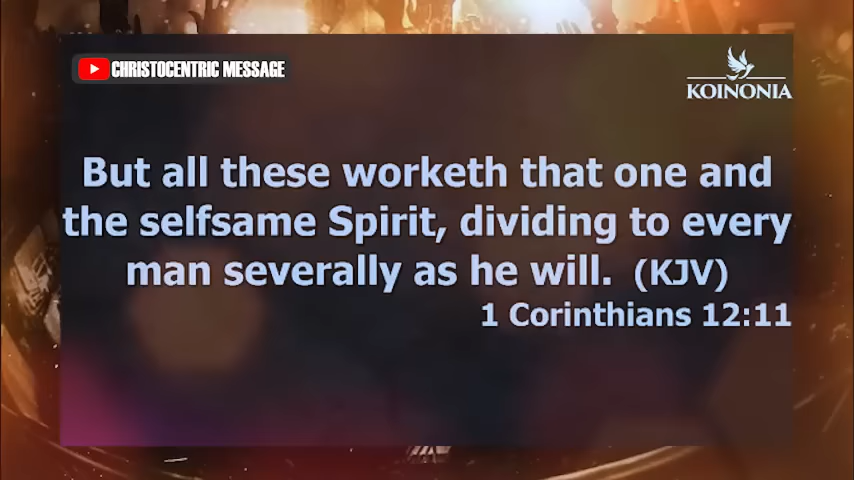 CHRISTOCENTRIC MESSAGE
KOINONIA
But all these worketh that one and
the selfsame Spirit, dividing to every
man severally as he will. (KJV)
1 Corinthians 12:11